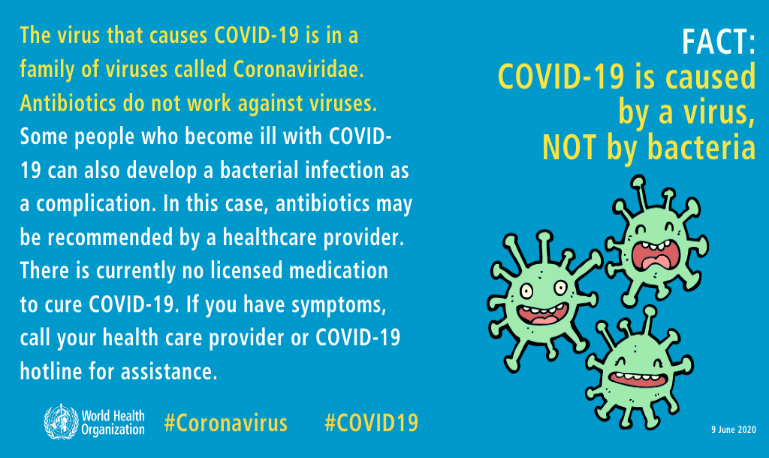 The virus that causes COVID-19 is in a
family of viruses called Coronaviridae.
Antibiotics do not work against viruses.
Some people who become ill with COVID-
19 can also develop a bacterial infection as
a complication. In this case, antibiotics may
be recommended by a healthcare provider.
There is currently no licensed medication
to cure COVID-19. If you have symptoms,
call your health care provider or COVID-19
hotline for assistance.
World Health
Organization
#Coronavirus
#COVID19
FACT:
COVID-19 is caused
by a virus,
NOT by bacteria
9 June 2020